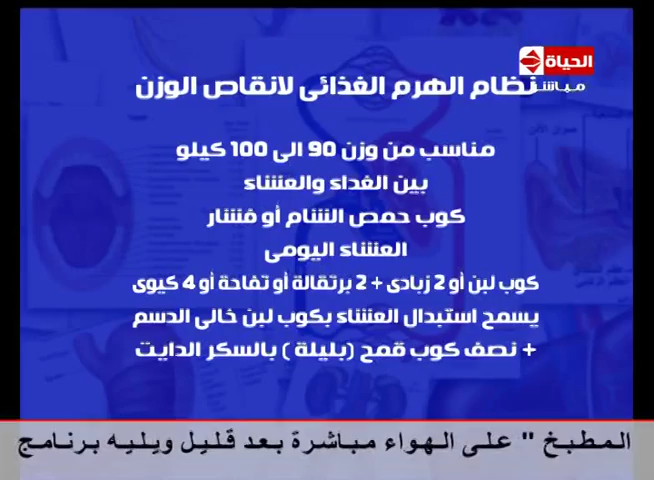 الحياة
مباشر
نظام الهرم الغذائى لانقاص الوزن
مناسب من وزن 90 الى 100 كيلو
بين الغداء والعشاء
كوب حمص الشام أو فشار
العشاء اليومى
كوب لبن أو 2 زبادى + 2 برتقالة أو تفاحة أو 4 كيوى
يسمح استبدال العشاء بكوب لبن خالى الدسم
+ نصف كوب قمح (بليلة ) بالسكر الدايت
المطبخ " على الهواء مباشرة بعد قليل ويليه برنامج